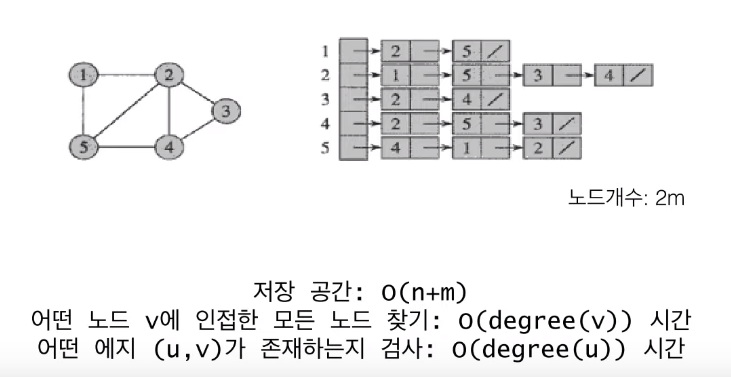 1 2 3 4 5
1 2 5 /
2 1 5 3 4 /
3 2 4 /
4 2 5 3 /
5 4 1 2 /
노드개수: 2m
저장 공간: O(n+m)
어떤 노드 v에 인접한 모든 노드 찾기: O(degree(v)) 시간
어떤 에지 (u,v)가 존재하는지 검사: O(degree(u)) 시간